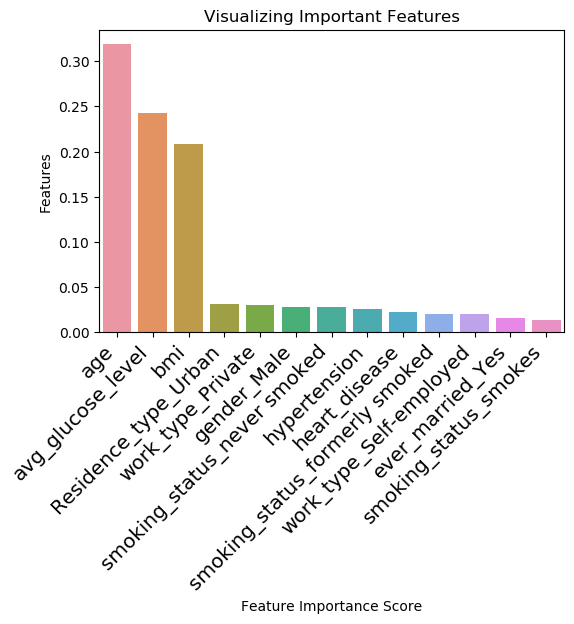 Visualizing Important Features
Features
0.30
0.25
0.20
0.15
0.10
0.05
0.00
age
avg_glucose_level
bmi
Residence_type_Urban
work_type_Private
gender_Male
smoking_status_never smoked
hypertension
heart_disease
smoking_status_formerly smoked
work_type_Self-employed
ever_married_Yes
smoking_status_smokes
Feature Importance Score